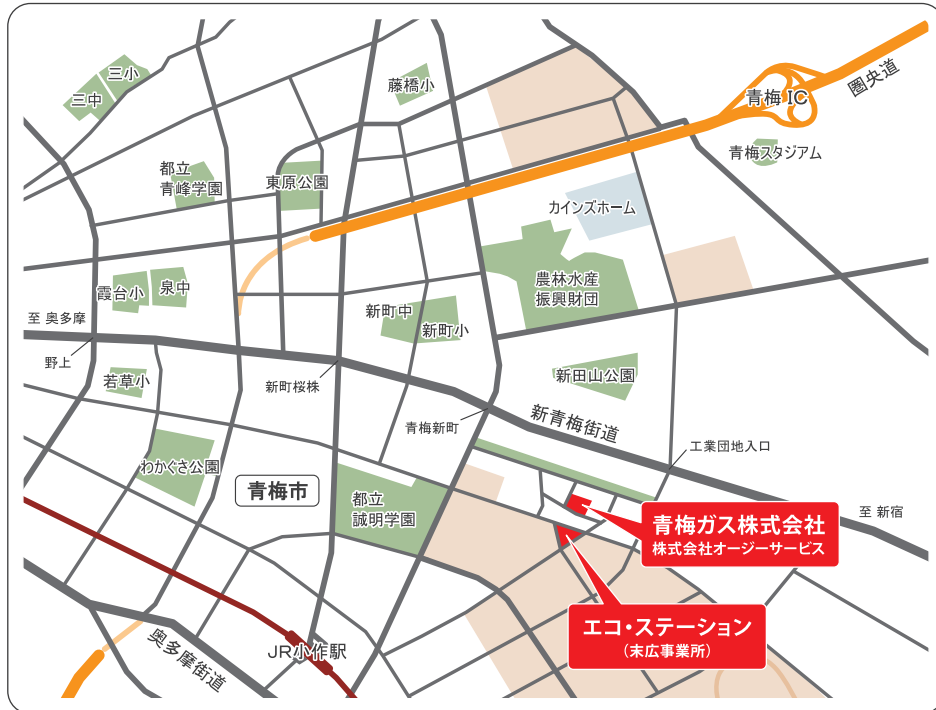 三小
三中
藤橋小
青梅IC
圏央道
青梅スタジアム
都立
青峰学園
東原公園
カインズホーム
農林水産
振興財団
霞台小
泉中
至 奥多摩
新町中
新町小
野上
若草小
新町桜株
新田山公園
青梅新町
新青梅街道
工業団地入口
わかぐさ公園
青梅市
都立
誠明学園
至 新宿
青梅ガス株式会社
株式会社オージーサービス
エコ・ステーション
(末広事業所)
JR小作駅
奥多摩街道